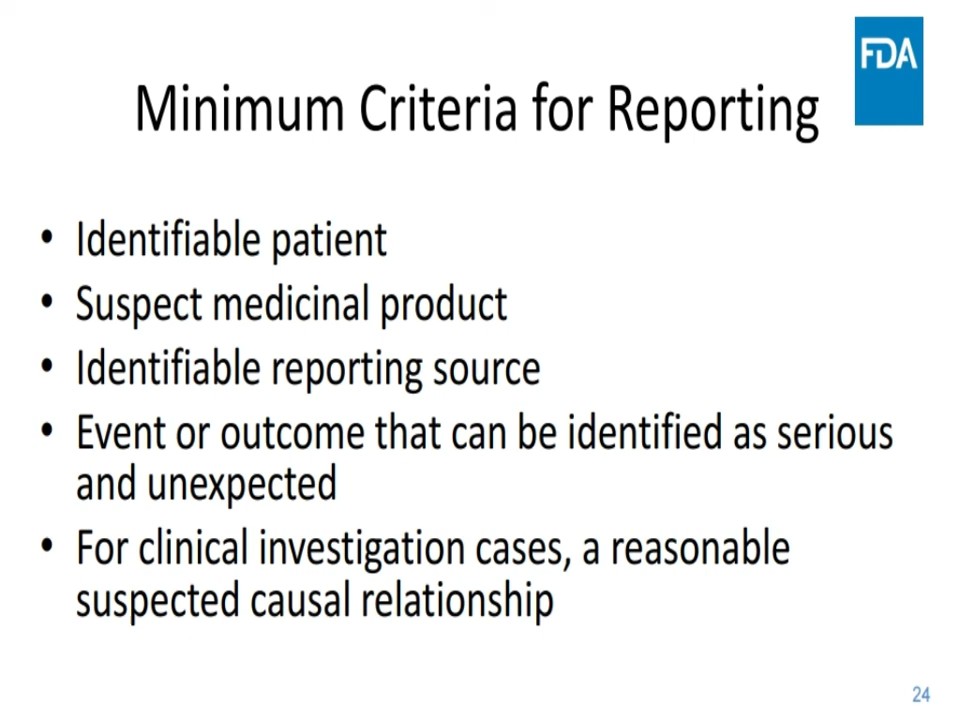 FDA
Minimum Criteria for Reporting
• Identifiable patient
• Suspect medicinal product
• Identifiable reporting source
• Event or outcome that can be identified as serious
and unexpected
• For clinical investigation cases, a reasonable
suspected causal relationship
24